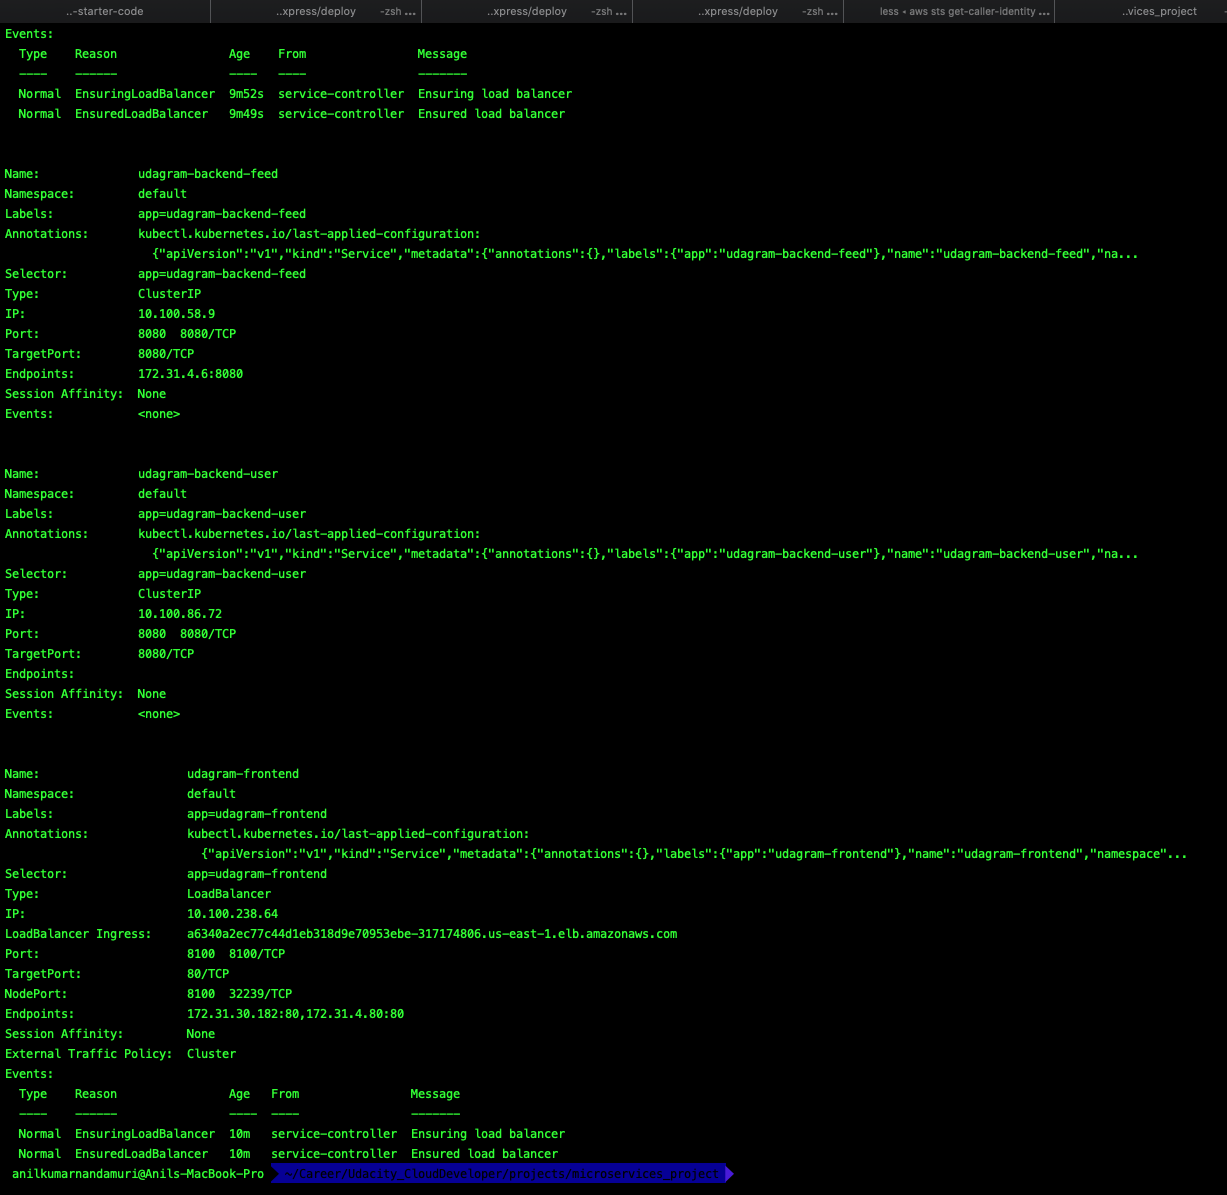 ..-starter-code ..xpress/deploy -zsh ... ..xpress/deploy -zsh ... ..xpress/deploy -zsh ... less ◂ aws sts get-caller-identity ... ..vices_project
Events:
Type Reason Age From Message
---- ------ ---- ---- -------
Normal EnsuringLoadBalancer 9m52s service-controller Ensuring load balancer
Normal EnsuredLoadBalancer 9m49s service-controller Ensured load balancer
Name: udagram-backend-feed
Namespace: default
Labels: app=udagram-backend-feed
Annotations: kubectl.kubernetes.io/last-applied-configuration:
{"apiVersion":"v1","kind":"Service","metadata":{"annotations":{},"labels":{"app":"udagram-backend-feed"},"name":"udagram-backend-feed","na...
Selector: app=udagram-backend-feed
Type: ClusterIP
IP: 10.100.58.9
Port: 8080 8080/TCP
TargetPort: 8080/TCP
Endpoints: 172.31.4.6:8080
Session Affinity: None
Events: <none>
Name: udagram-backend-user
Namespace: default
Labels: app=udagram-backend-user
Annotations: kubectl.kubernetes.io/last-applied-configuration:
{"apiVersion":"v1","kind":"Service","metadata":{"annotations":{},"labels":{"app":"udagram-backend-user"},"name":"udagram-backend-user","na...
Selector: app=udagram-backend-user
Type: ClusterIP
IP: 10.100.86.72
Port: 8080 8080/TCP
TargetPort: 8080/TCP
Endpoints:
Session Affinity: None
Events: <none>
Name: udagram-frontend
Namespace: default
Labels: app=udagram-frontend
Annotations: kubectl.kubernetes.io/last-applied-configuration:
{"apiVersion":"v1","kind":"Service","metadata":{"annotations":{},"labels":{"app":"udagram-frontend"},"name":"udagram-frontend","namespace"...
Selector: app=udagram-frontend
Type: LoadBalancer
IP: 10.100.238.64
LoadBalancer Ingress: a6340a2ec77c44d1eb318d9e70953ebe-317174806.us-east-1.elb.amazonaws.com
Port: 8100 8100/TCP
TargetPort: 80/TCP
NodePort: 8100 32239/TCP
Endpoints: 172.31.30.182:80,172.31.4.80:80
Session Affinity: None
External Traffic Policy: Cluster
Events:
Type Reason Age From Message
---- ------ ---- ---- -------
Normal EnsuringLoadBalancer 10m service-controller Ensuring load balancer
Normal EnsuredLoadBalancer 10m service-controller Ensured load balancer
anilkumarnandamuri@Anils-MacBook-Pro ~/Career/Udacity_CloudDeveloper/projects/microservices_project